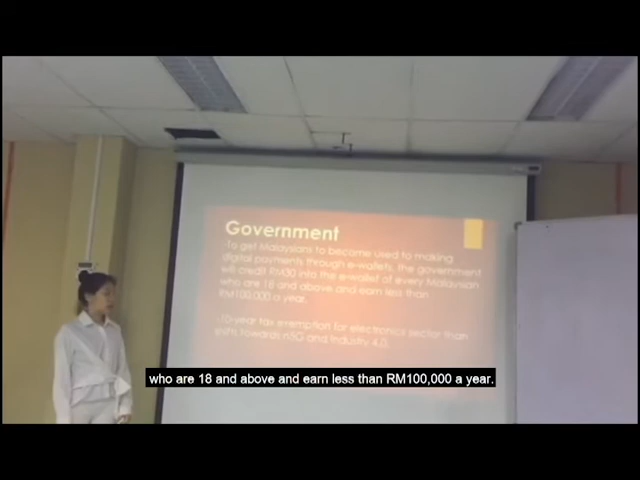 Government
-To get Malaysians to become used to making
digital payments through e-wallets, the government
will credit RM30 into the e-wallet of every Malaysian
who are 18 and above and earn less than
RM100,000 a year.
-10-year tax exemption for electronics sector than
exits towards n5G and Industry 4.0.
who are 18 and above and earn less than RM100,000 a year.